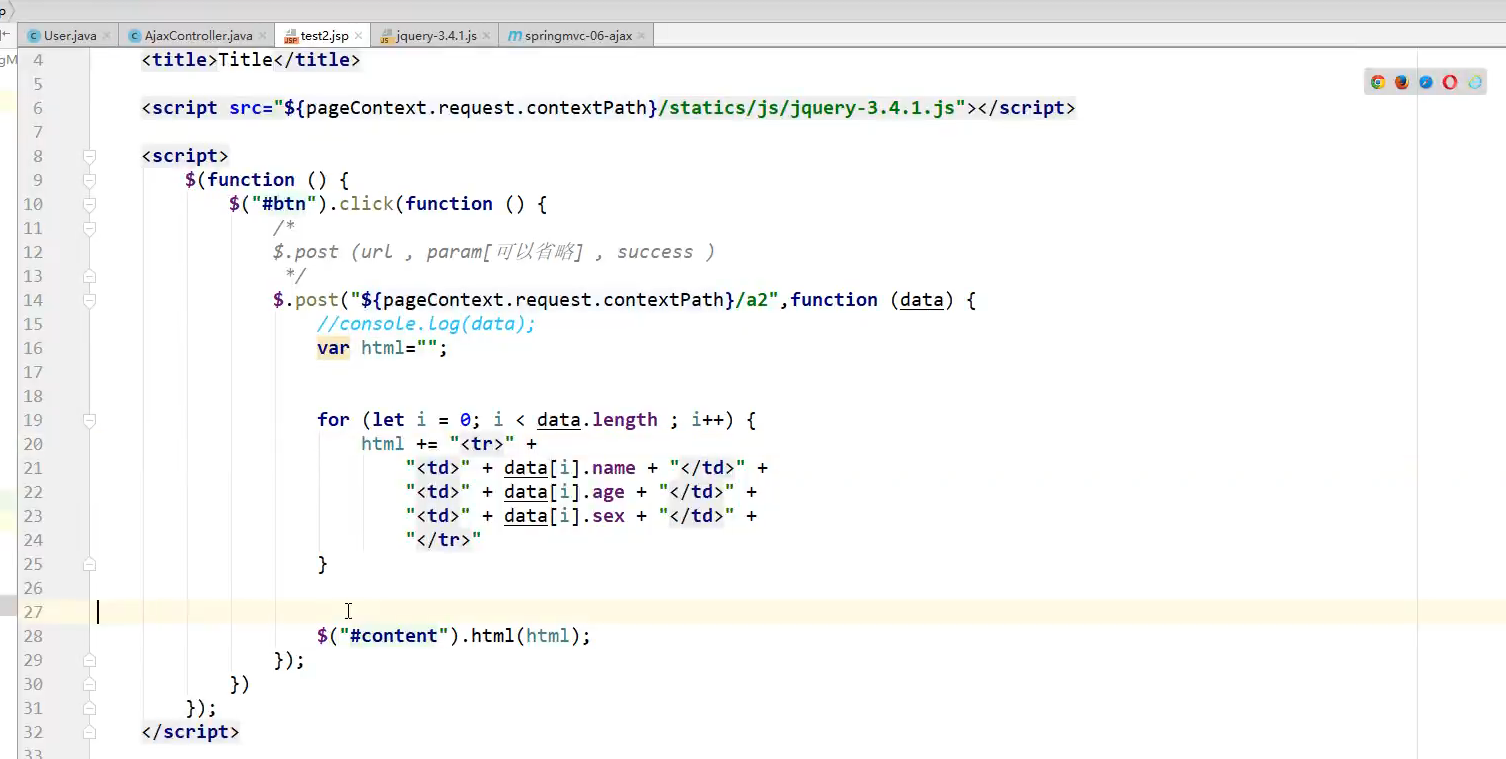 p
User.java
AjaxController.java
test2.jsp
jquery-3.4.1.js
springmvc-06-ajax
gM
4 <title>Title</title>
5
6 <script src="${pageContext.request.contextPath}/statics/js/jquery-3.4.1.js"></script>
7
8 <script>
9 $(function () {
10 $("#btn").click(function () {
11 /*
12 $.post (url , param[可以省略] , success )
13 */
14 $.post("${pageContext.request.contextPath}/a2",function (data) {
15 //console.log(data);
16 var html="";
17
18
19 for (let i = 0; i < data.length ; i++) {
20 html += "<tr>" +
21 "<td>" + data[i].name + "</td>" +
22 "<td>" + data[i].age + "</td>" +
23 "<td>" + data[i].sex + "</td>" +
24 "</tr>"
25 }
26
27
28 $("#content").html(html);
29 });
30 })
31 });
32 </script>
33